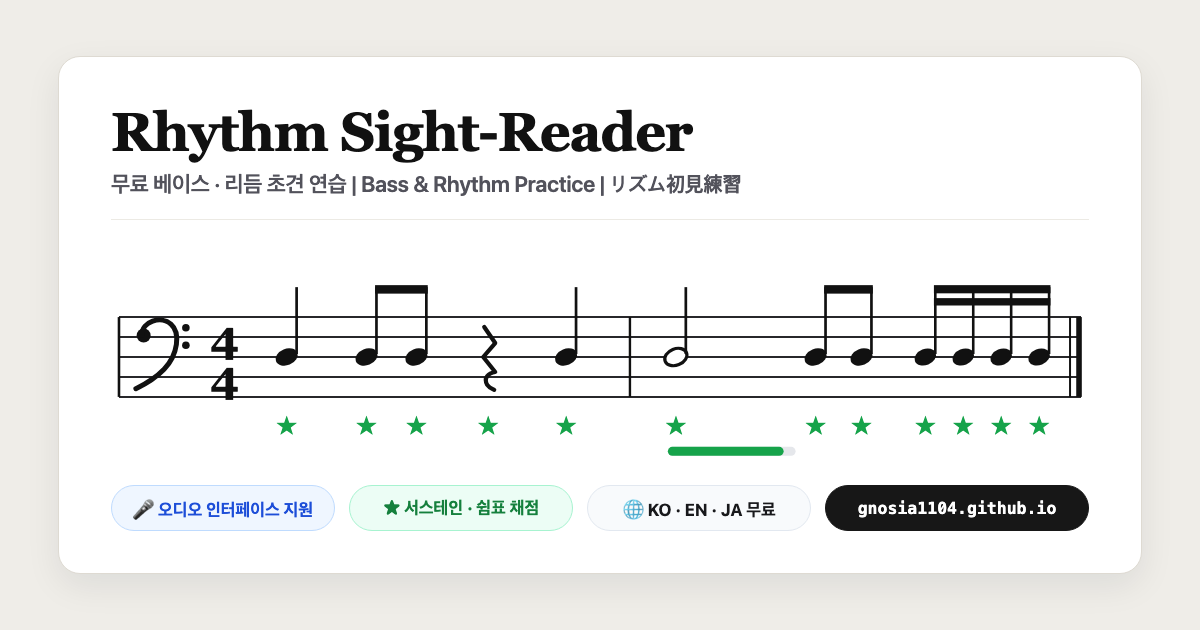 Rhythm Sight-Reader
무료 베이스 · 리듬 초견 연습 | Bass & Rhythm Practice | リズム初見練習
4
4
🎤 오디오 인터페이스 지원
★ 서스테인 · 쉼표 채점
🌐 KO · EN · JA 무료
gnosia1104.github.io